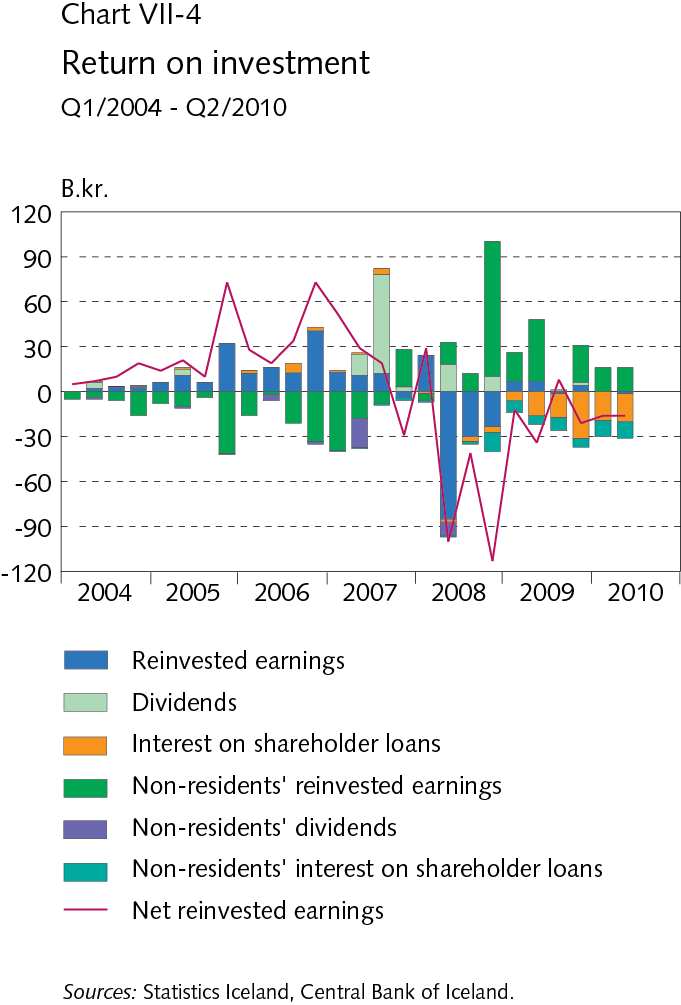 Chart VII-4
Return on investment
Q1/2004 - Q2/2010
B.kr.
120
90
60
30
0
-30
-60
-90
-120
2004 2005 2006 2007 2008 2009 2010
Reinvested earnings
Dividends
Interest on shareholder loans
Non-residents' reinvested earnings
Non-residents' dividends
Non-residents' interest on shareholder loans
Net reinvested earnings
Sources: Statistics Iceland, Central Bank of Iceland.